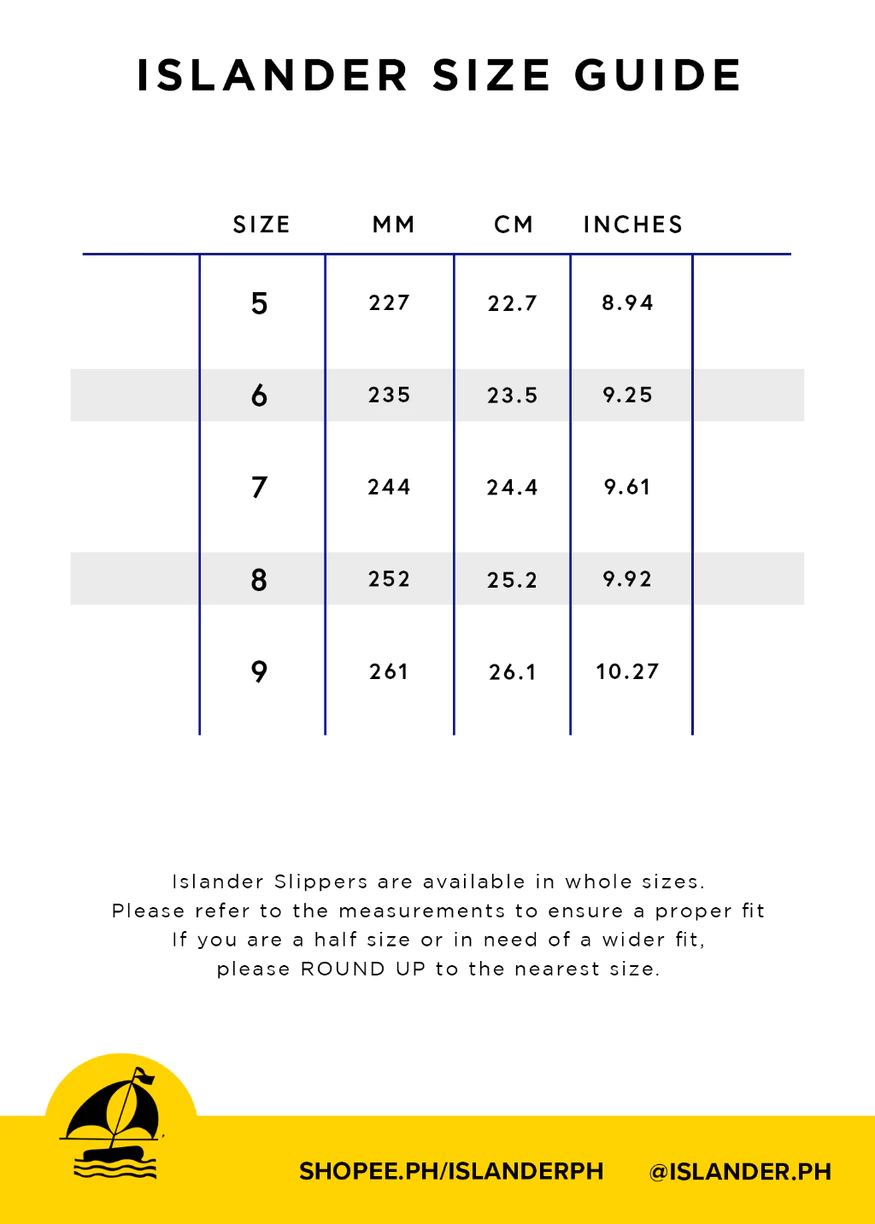 ISLANDER SIZE GUIDE
SIZE MM CM INCHES
5 227 22.7 8.94
6 235 23.5 9.25
7 244 24.4 9.61
8 252 25.2 9.92
9 261 26.1 10.27
Islander Slippers are available in whole sizes.
Please refer to the measurements to ensure a proper fit
If you are a half size or in need of a wider fit,
please ROUND UP to the nearest size.
SHOPEE.PH/ISLANDERPH @ISLANDER.PH